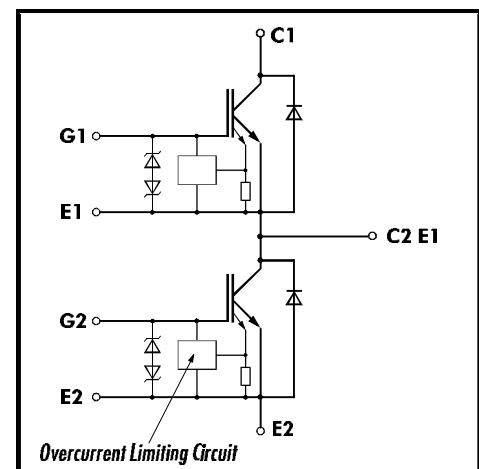 C1
G1
E1
C2 E1
G2
E2
E2
Overcurrent Limiting Circuit